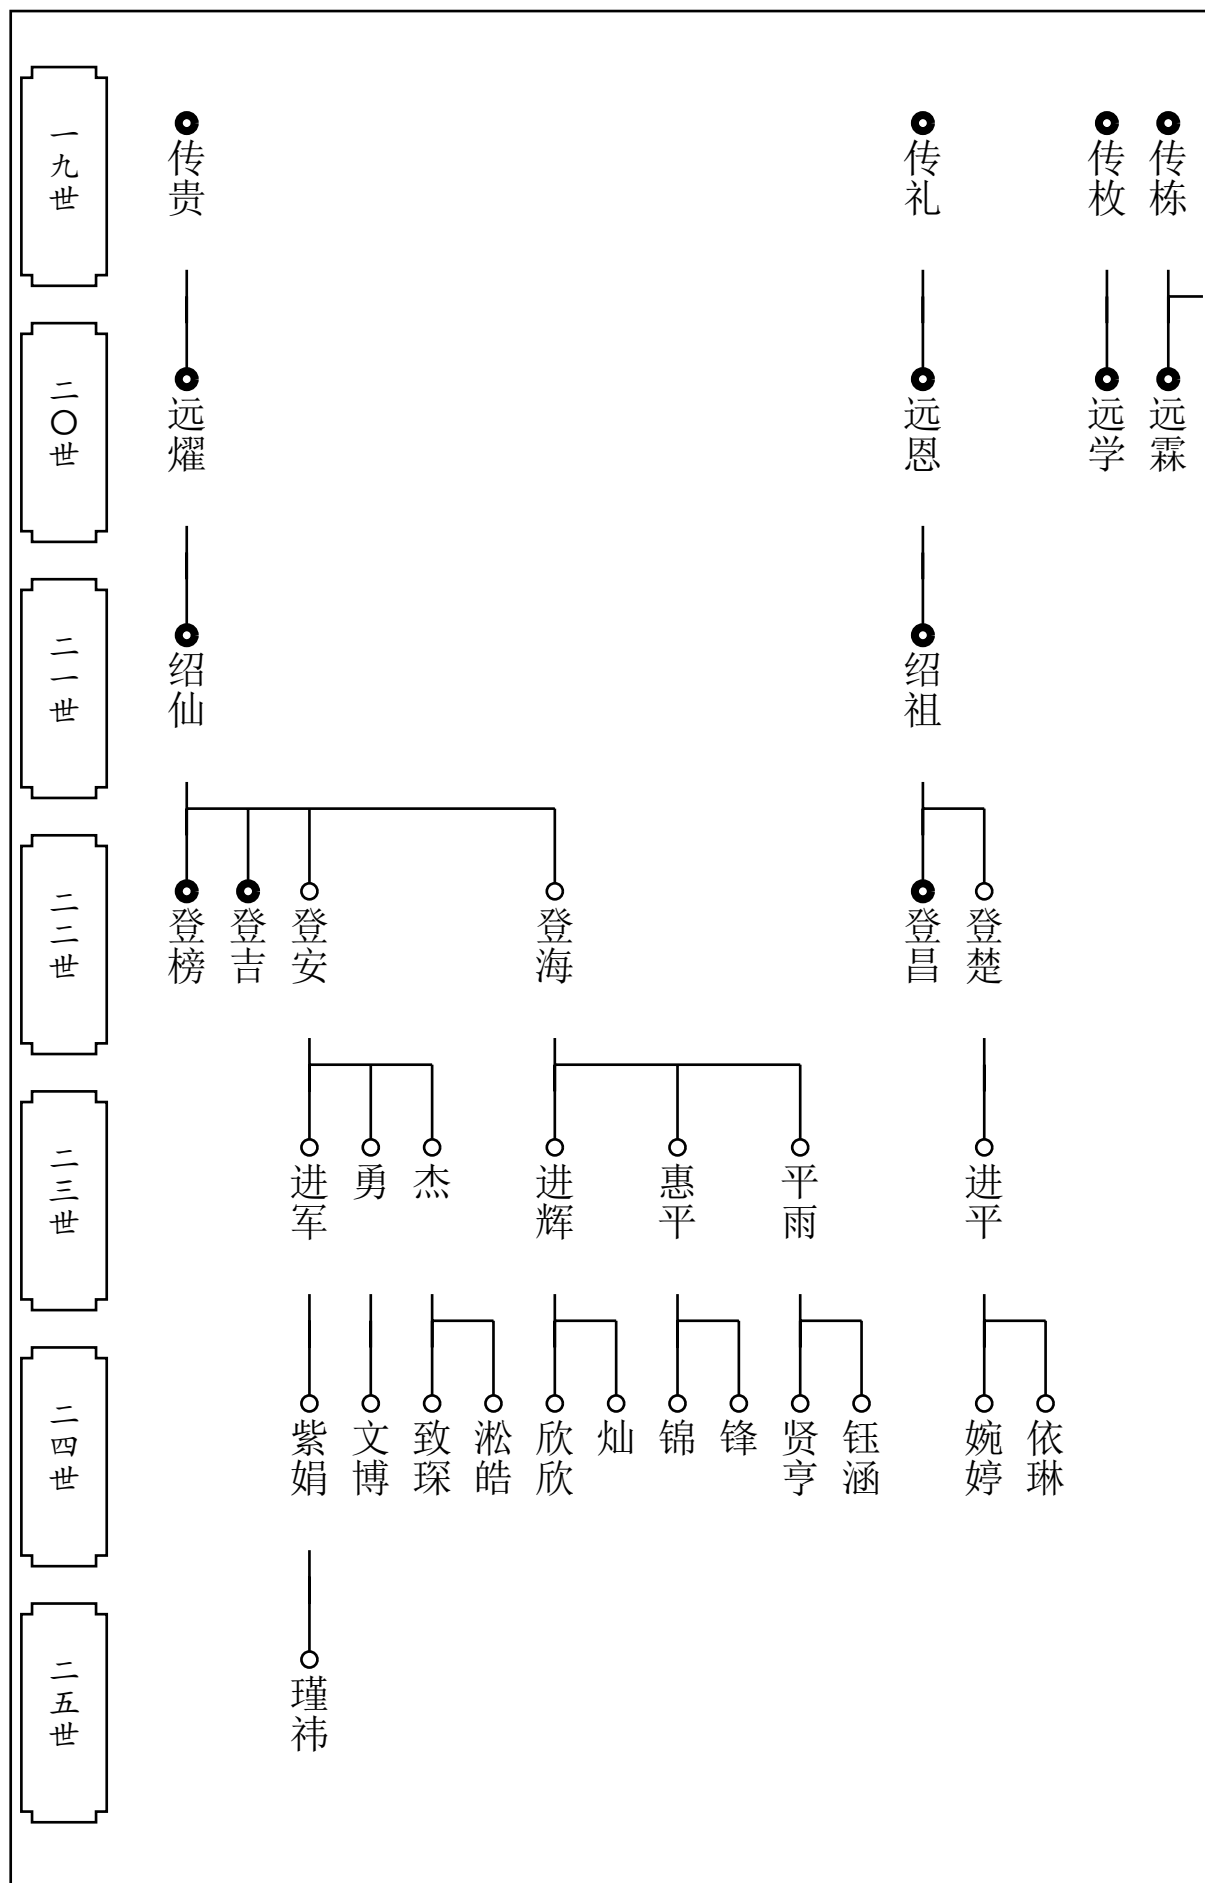 一九世
传贵
传礼
传枚
传栋
二〇世
远燿
远恩
远学
远霖
二一世
绍仙
绍祖
二二世
登榜
登吉
登安
登海
登昌
登楚
二三世
进军
勇
杰
进辉
惠平
平雨
进平
二四世
紫娟
文博
致琛
淞皓
欣欣
灿
锦
锋
贤亨
钰涵
婉婷
依琳
二五世
瑾祎